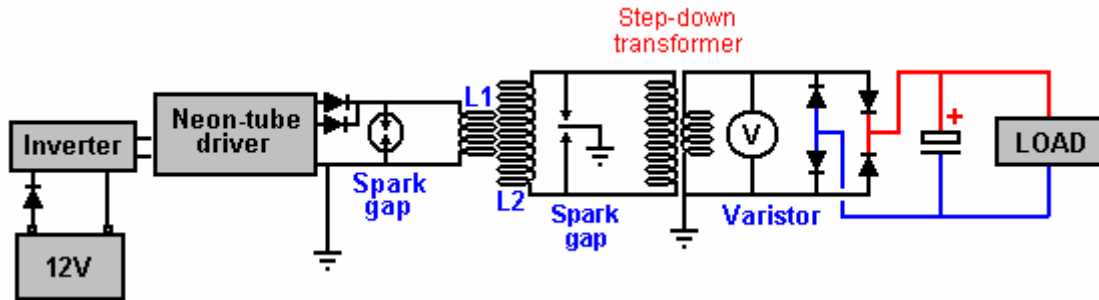 Step-down
transformer
Inverter
Neon-tube
driver
L1
L2
Spark
gap
Spark
gap
V
Varistor
+
LOAD
12V